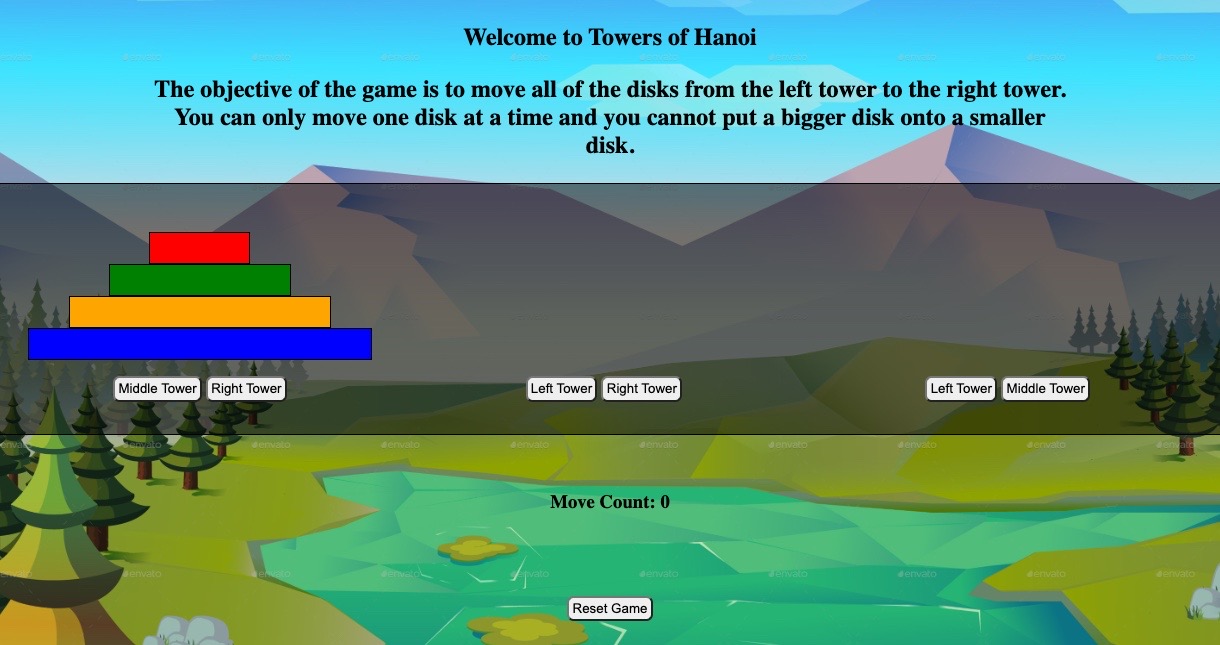 Welcome to Towers of Hanoi
The objective of the game is to move all of the disks from the left tower to the right tower.
You can only move one disk at a time and you cannot put a bigger disk onto a smaller
disk.
Middle Tower Right Tower Left Tower Right Tower Left Tower Middle Tower
Move Count: 0
Reset Game
envato